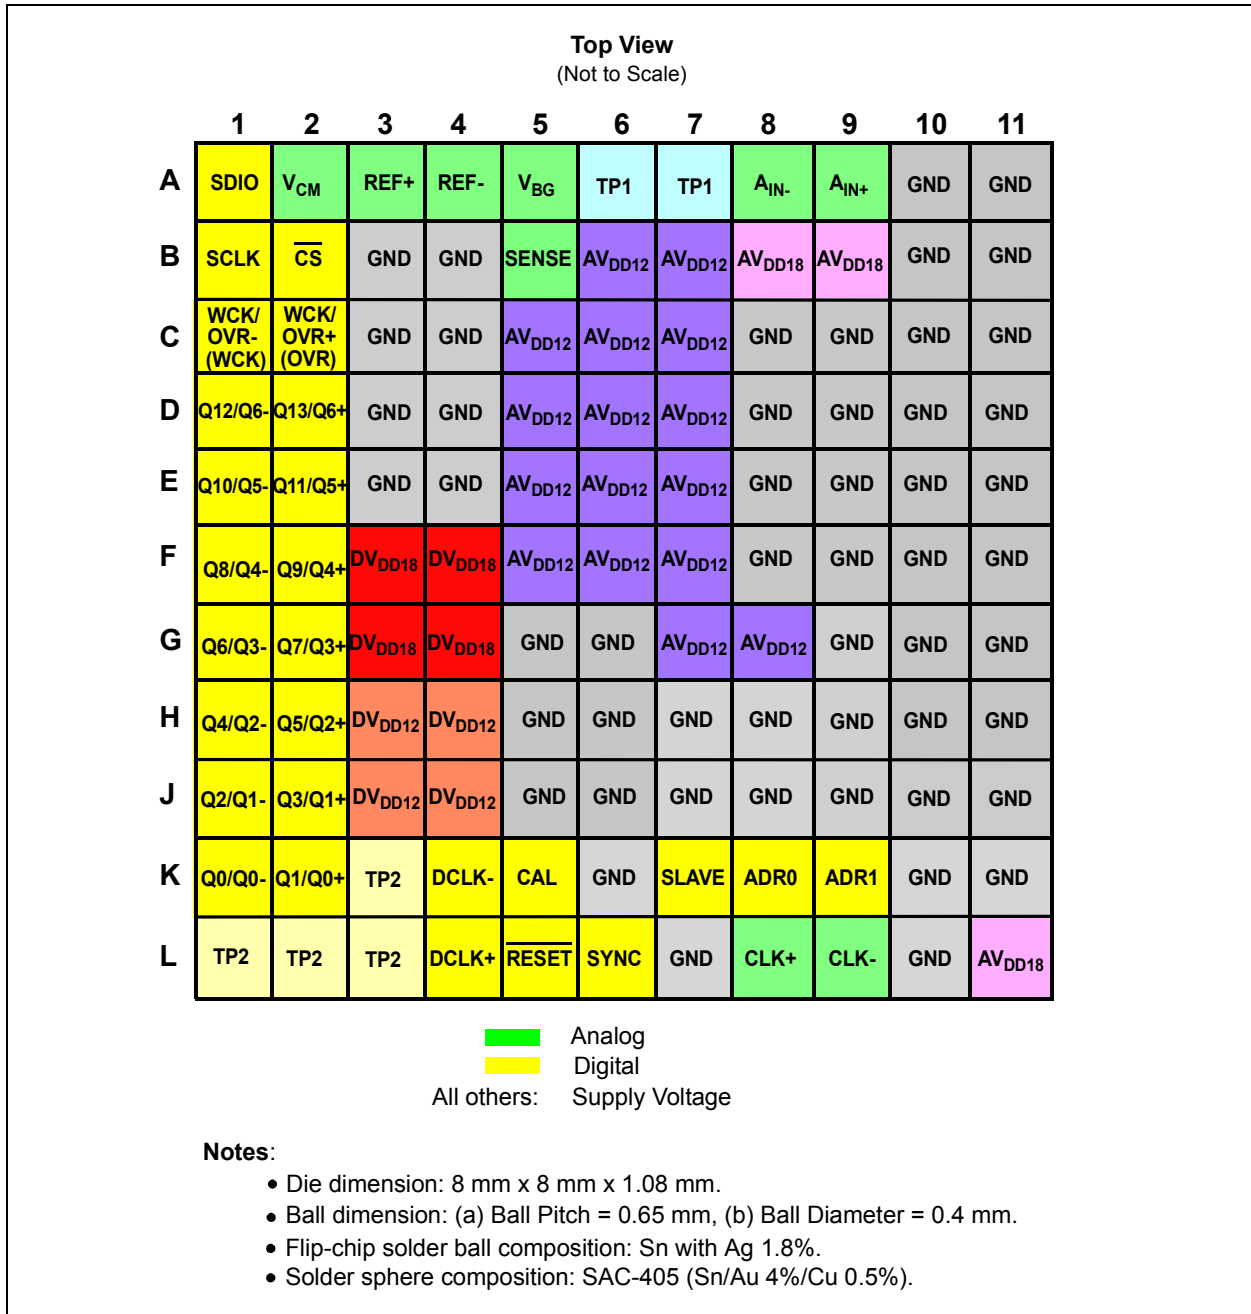 Top View
(Not to Scale)
1 2 3 4 5 6 7 8 9 10 11
A SDIO VCM REF+ REF- VBG TP1 TP1 AIN- AIN+ GND GND
B SCLK C̅S̅ GND GND SENSE AVDD12 AVDD12 AVDD18 AVDD18 GND GND
C WCK/OVR-(WCK) WCK/OVR+(OVR) GND GND AVDD12 AVDD12 AVDD12 GND GND GND GND
D Q12/Q6- Q13/Q6+ GND GND AVDD12 AVDD12 AVDD12 GND GND GND GND
E Q10/Q5- Q11/Q5+ GND GND AVDD12 AVDD12 AVDD12 GND GND GND GND
F Q8/Q4- Q9/Q4+ DVDD18 DVDD18 AVDD12 AVDD12 AVDD12 GND GND GND GND
G Q6/Q3- Q7/Q3+ DVDD18 DVDD18 GND GND AVDD12 AVDD12 GND GND GND
H Q4/Q2- Q5/Q2+ DVDD12 DVDD12 GND GND GND GND GND GND GND
J Q2/Q1- Q3/Q1+ DVDD12 DVDD12 GND GND GND GND GND GND GND
K Q0/Q0- Q1/Q0+ TP2 DCLK- CAL GND SLAVE ADR0 ADR1 GND GND
L TP2 TP2 TP2 DCLK+ R̅E̅S̅E̅T̅ SYNC GND CLK+ CLK- GND AVDD18
Analog
Digital
All others: Supply Voltage
Notes:
• Die dimension: 8 mm x 8 mm x 1.08 mm.
• Ball dimension: (a) Ball Pitch = 0.65 mm, (b) Ball Diameter = 0.4 mm.
• Flip-chip solder ball composition: Sn with Ag 1.8%.
• Solder sphere composition: SAC-405 (Sn/Au 4%/Cu 0.5%).